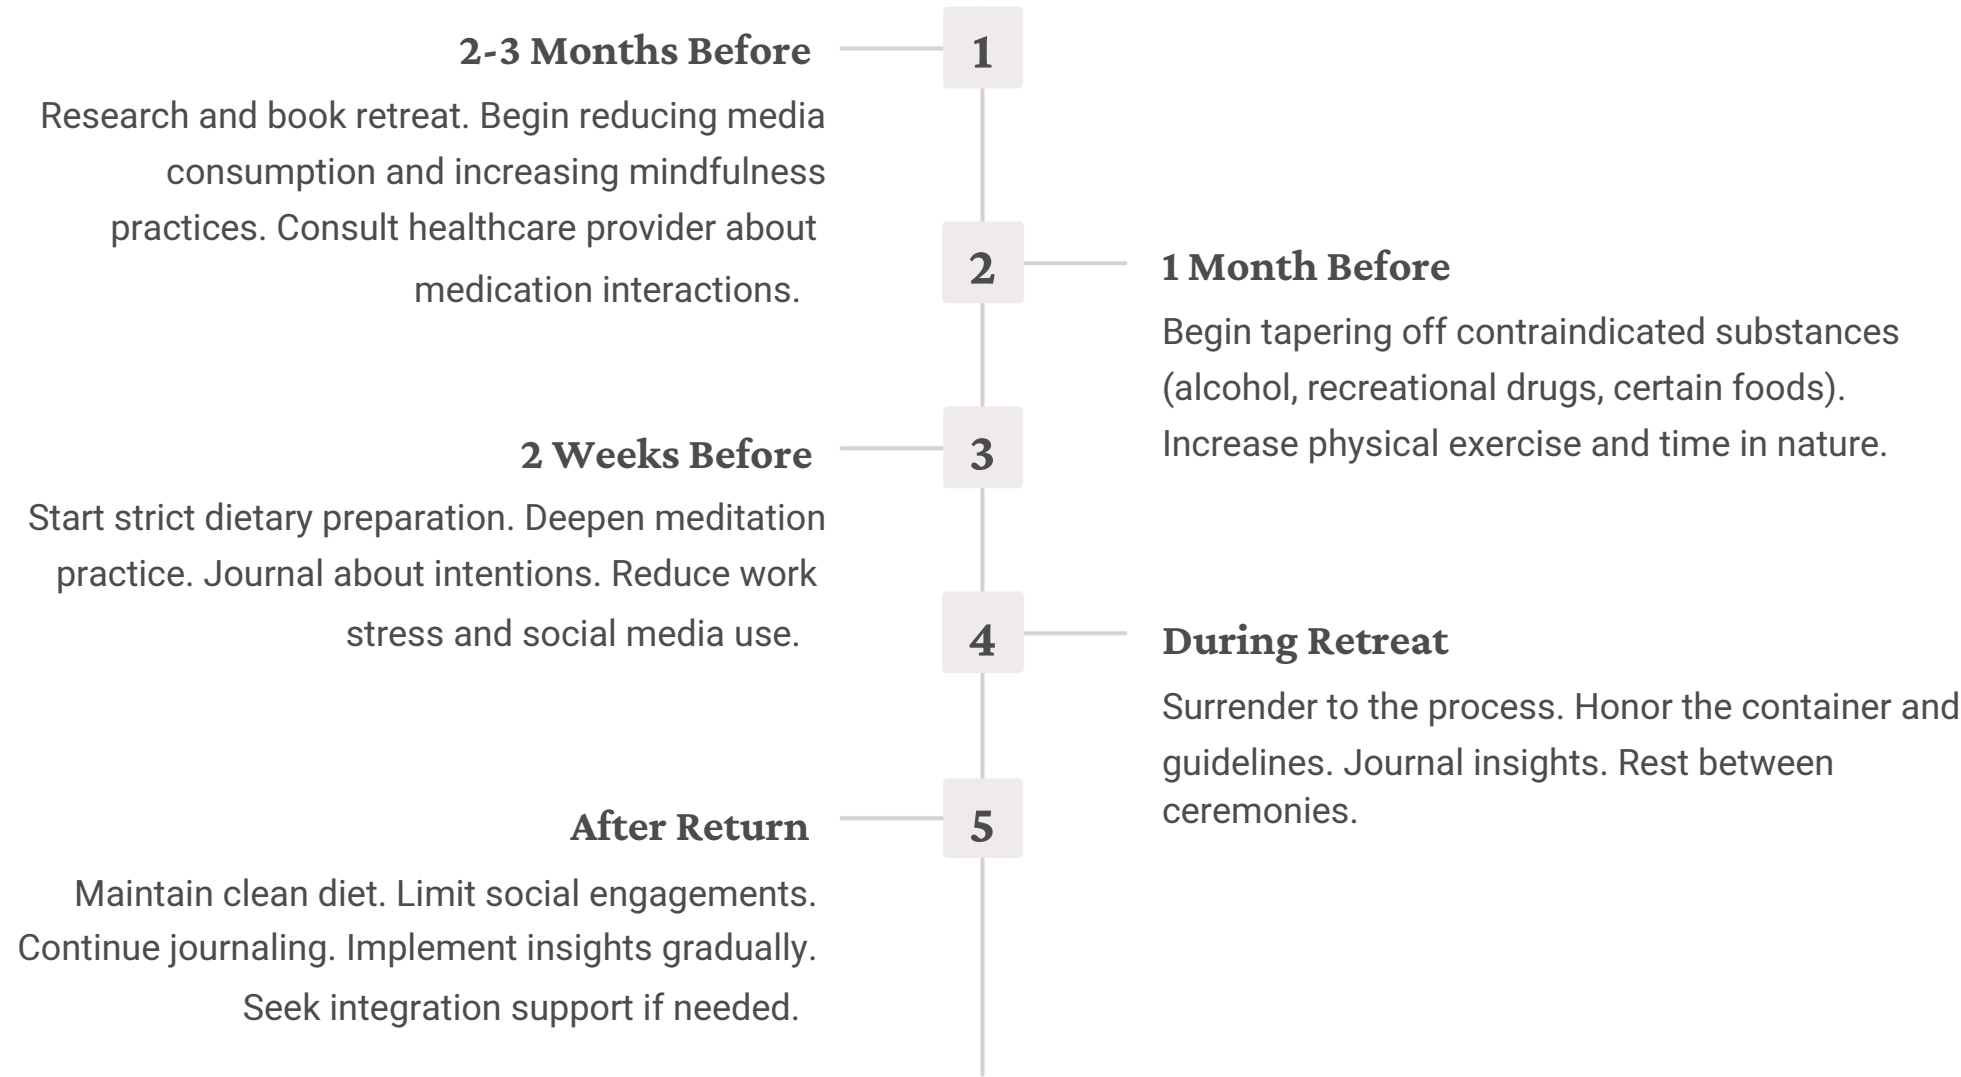 1
2-3 Months Before
Research and book retreat. Begin reducing media
consumption and increasing mindfulness
practices. Consult healthcare provider about
medication interactions.
2
1 Month Before
Begin tapering off contraindicated substances
(alcohol, recreational drugs, certain foods).
Increase physical exercise and time in nature.
3
2 Weeks Before
Start strict dietary preparation. Deepen meditation
practice. Journal about intentions. Reduce work
stress and social media use.
4
During Retreat
Surrender to the process. Honor the container and
guidelines. Journal insights. Rest between
ceremonies.
5
After Return
Maintain clean diet. Limit social engagements.
Continue journaling. Implement insights gradually.
Seek integration support if needed.